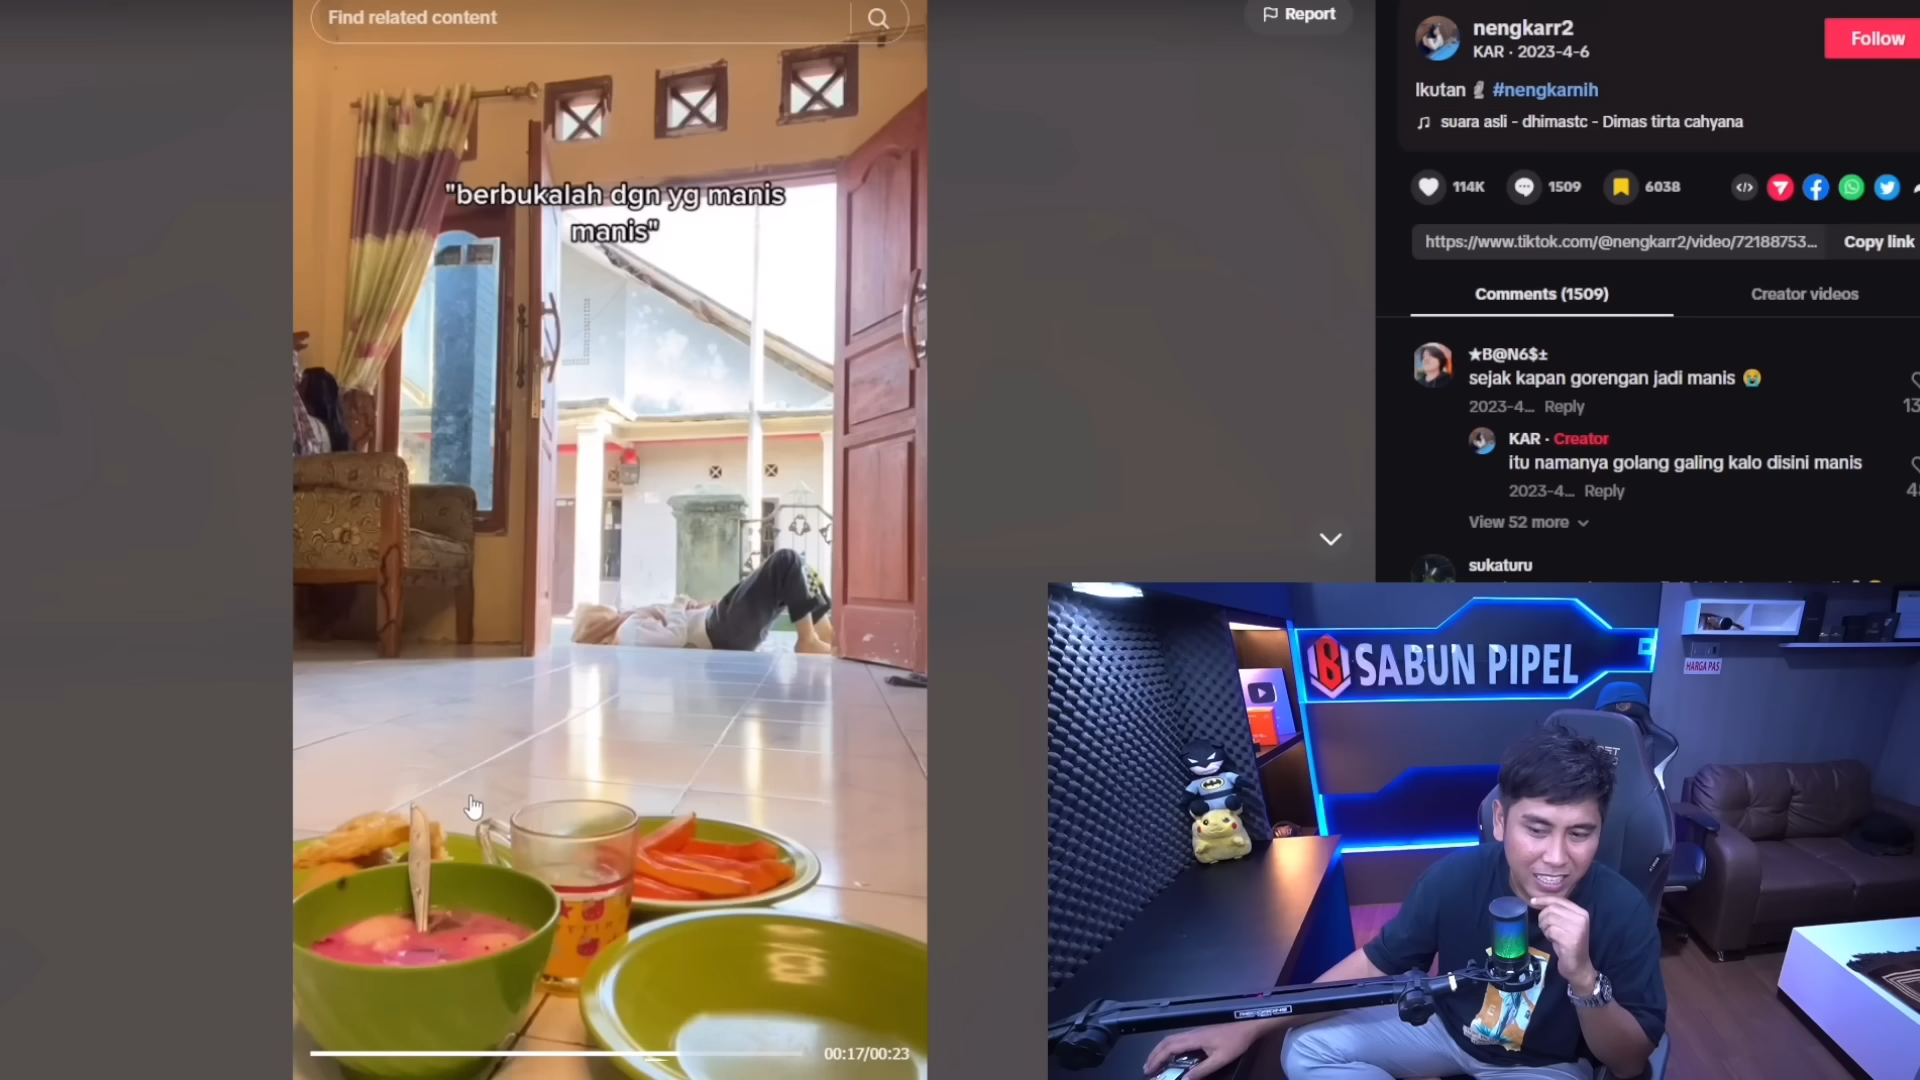 Find related content
Report
"berbukalah dgn yg manis
manis"
00:17/00:23
nengkarr2
KAR · 2023-4-6
Follow
Ikutan #nengkarnih
suara asli - dhimastc - Dimas tirta cahyana
114K
1509
6038
https://www.tiktok.com/@nengkarr2/video/72188753...
Copy link
Comments (1509)
Creator videos
★B@N6$±
sejak kapan gorengan jadi manis 😭
2023-4... Reply
13
KAR · Creator
itu namanya golang galing kalo disini manis
2023-4... Reply
View 52 more
sukaturu
SABUN PIPEL
HARGA PAS